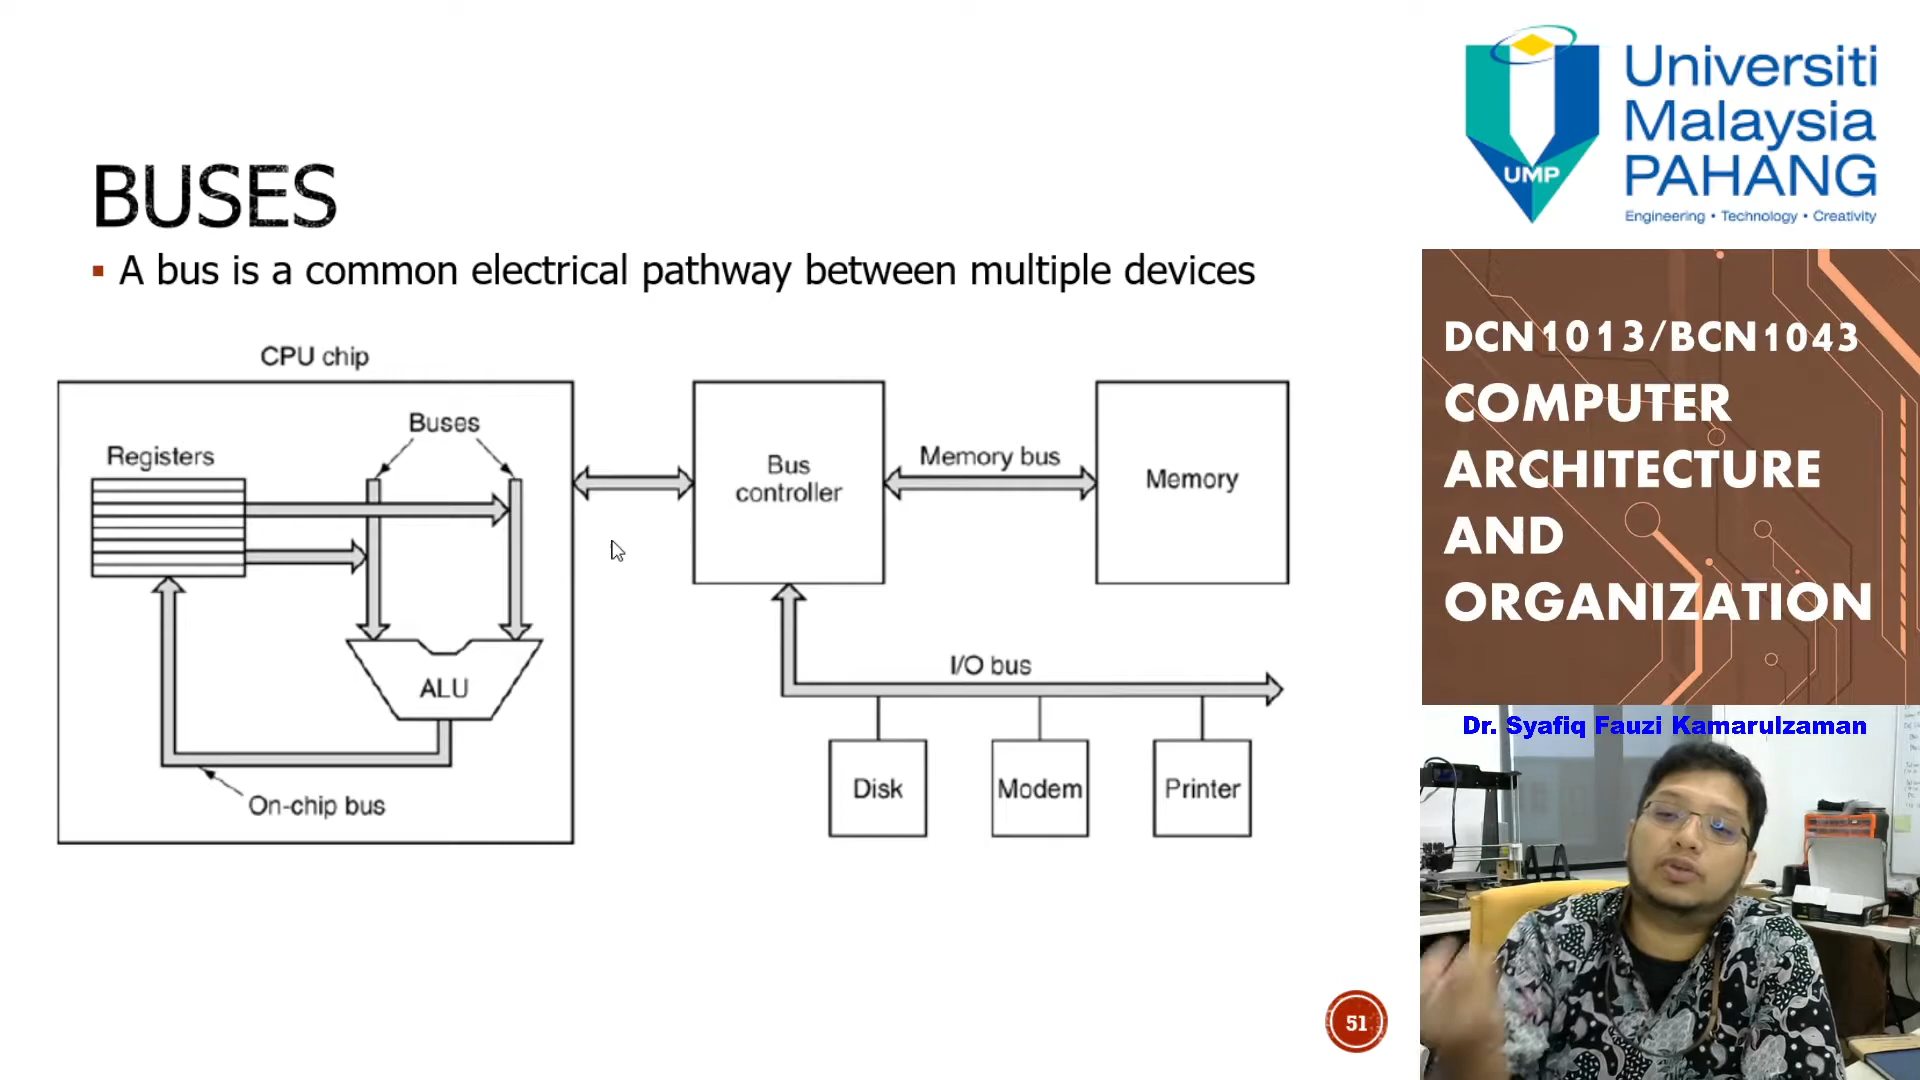 BUSES
A bus is a common electrical pathway between multiple devices
CPU chip
Buses
Registers
ALU
On-chip bus
Bus
controller
Memory bus
Memory
I/O bus
Disk
Modem
Printer
51
UMP
Universiti
Malaysia
PAHANG
Engineering • Technology • Creativity
DCN1013/BCN1043
COMPUTER
ARCHITECTURE
AND
ORGANIZATION
Dr. Syafiq Fauzi Kamarulzaman